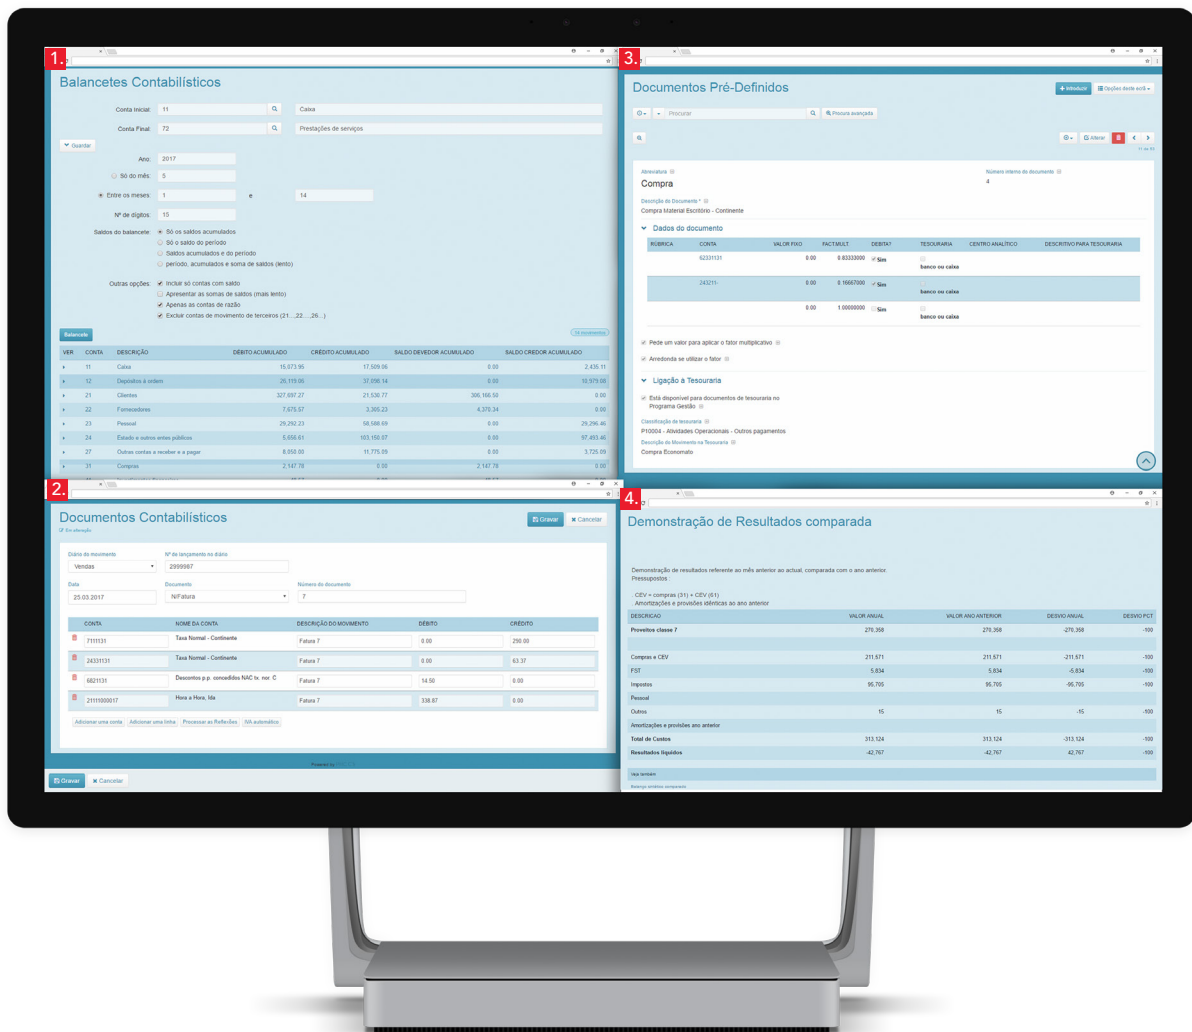 1.
Balancetes Contabilísticos
Conta Inicial: 11 Caixa
Conta Final: 72 Prestações de serviços
Guardar
Ano: 2017
Só do mês: 5
Entre os meses: 1 e 14
Nº de dígitos: 15
Saldos do balancete: Só os saldos acumulados
Só o saldo do período
Saldos acumulados e do período
período, acumulados e soma de saldos (lento)
Outras opções: Incluir só contas com saldo
Apresentar as somas de saldos (mais lento)
Apenas as contas de razão
Excluir contas de movimento de terceiros (21...,22...,26...)
Balancete
VER CONTA DESCRIÇÃO DÉBITO ACUMULADO CRÉDITO ACUMULADO SALDO DEVEDOR ACUMULADO SALDO CREDOR ACUMULADO
11 Caixa 15,073.95 17,509.06 0.00 2,435.11
12 Depósitos à ordem 26,119.06 37,098.14 0.00 10,979.08
21 Clientes 327,697.27 21,530.77 306,166.50 0.00
22 Fornecedores 7,675.57 3,305.23 4,370.34 0.00
23 Pessoal 29,292.23 58,588.69 0.00 29,296.46
24 Estado e outros entes públicos 5,656.61 103,150.07 0.00 97,493.46
27 Outras contas a receber e a pagar 8,050.00 11,775.09 0.00 3,725.09
31 Compras 2,147.78 0.00 2,147.78 0.00
2.
Documentos Contabilísticos
Gravar Cancelar
Em alteração
Diário do movimento Nº de lançamento no diário
Vendas 2999987
Data Documento Número do documento
25.03.2017 N/Fatura 7
CONTA NOME DA CONTA DESCRIÇÃO DO MOVIMENTO DÉBITO CRÉDITO
7111131 Taxa Normal - Continente Fatura 7 0.00 290.00
24331131 Taxa Normal - Continente Fatura 7 0.00 63.37
6821131 Descontos p.p. concedidos NAC tx. nor. C Fatura 7 14.50 0.00
21111000017 Hora a Hora, lda Fatura 7 338.87 0.00
Adicionar uma conta Adicionar uma linha Processar as Reflexões IVA automático
Powered by
Gravar Cancelar
3.
Documentos Pré-Definidos
Introduzir Opções deste ecrã
Procurar Procura avançada
Alterar
Abreviatura Número interno do documento
Compra 4
Descrição do Documento *
Compra Material Escritório - Continente
Dados do documento
RÚBRICA CONTA VALOR FIXO FACT.MULT. DEBITA? TESOURARIA CENTRO ANALÍTICO DESCRITIVO PARA TESOURARIA
62331131 0.00 0.83333000 Sim
banco ou caixa
243211- 0.00 0.16667000 Sim
banco ou caixa
0.00 1.00000000 Sim
banco ou caixa
Pede um valor para aplicar o fator multiplicativo
Arredonda se utilizar o fator
Ligação à Tesouraria
Está disponível para documentos de tesouraria no
Programa Gestão
Classificação de tesouraria
P10004 - Atividades Operacionais - Outros pagamentos
Descrição do Movimento na Tesouraria
Compra Economato
4.
Demonstração de Resultados comparada
Demonstração de resultados referente ao mês anterior ao actual, comparada com o ano anterior.
Pressupostos :
. CEV = compras (31) + CEV (61)
. Amortizações e provisões idênticas ao ano anterior
DESCRICAO VALOR ANUAL VALOR ANO ANTERIOR DESVIO ANUAL DESVIO PCT
Proveitos classe 7 270,358 270,358 -270,358 -100
Compras e CEV 211,571 211,571 -211,571 -100
FST 5,834 5,834 -5,834 -100
Impostos 95,705 95,705 -95,705 -100
Pessoal
Outros 15 15 -15 -100
Amortizações e provisões ano anterior
Total de Custos 313,124 313,124 -313,124 -100
Resultados líquidos -42,767 -42,767 42,767 -100
Veja também